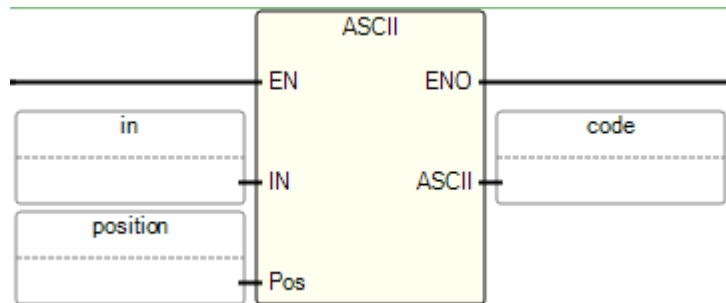 ASCII
EN ENO
in code
IN ASCII
position
Pos